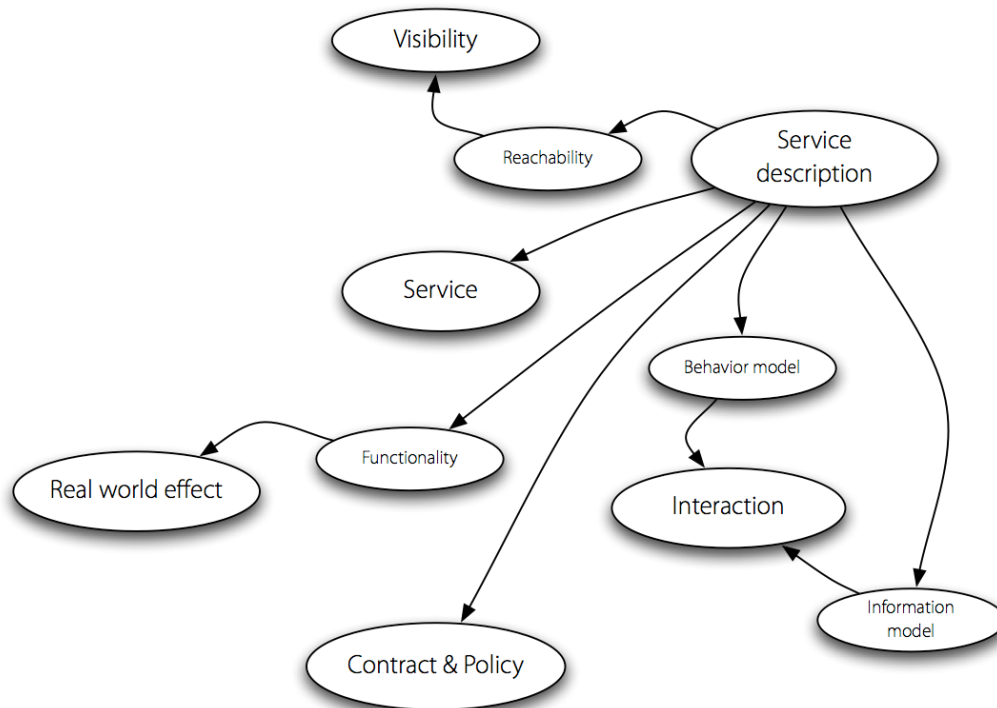 Visibility
Reachability
Service
description
Service
Behavior model
Functionality
Real world effect
Interaction
Information
model
Contract & Policy